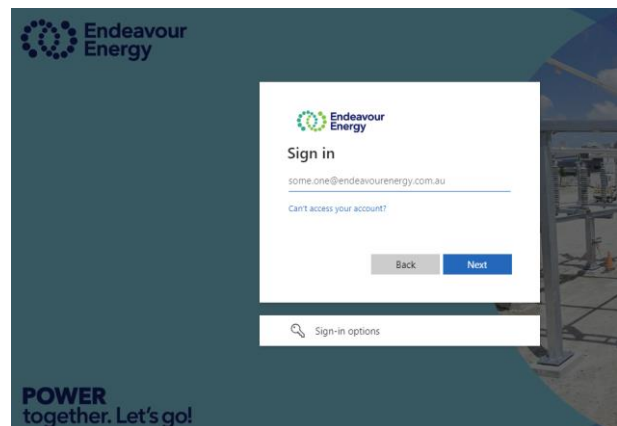 Endeavour
Energy
Endeavour
Energy
Sign in
some.one@endeavourenergy.com.au
Can't access your account?
Back
Next
Sign-in options
POWER
together. Let's go!